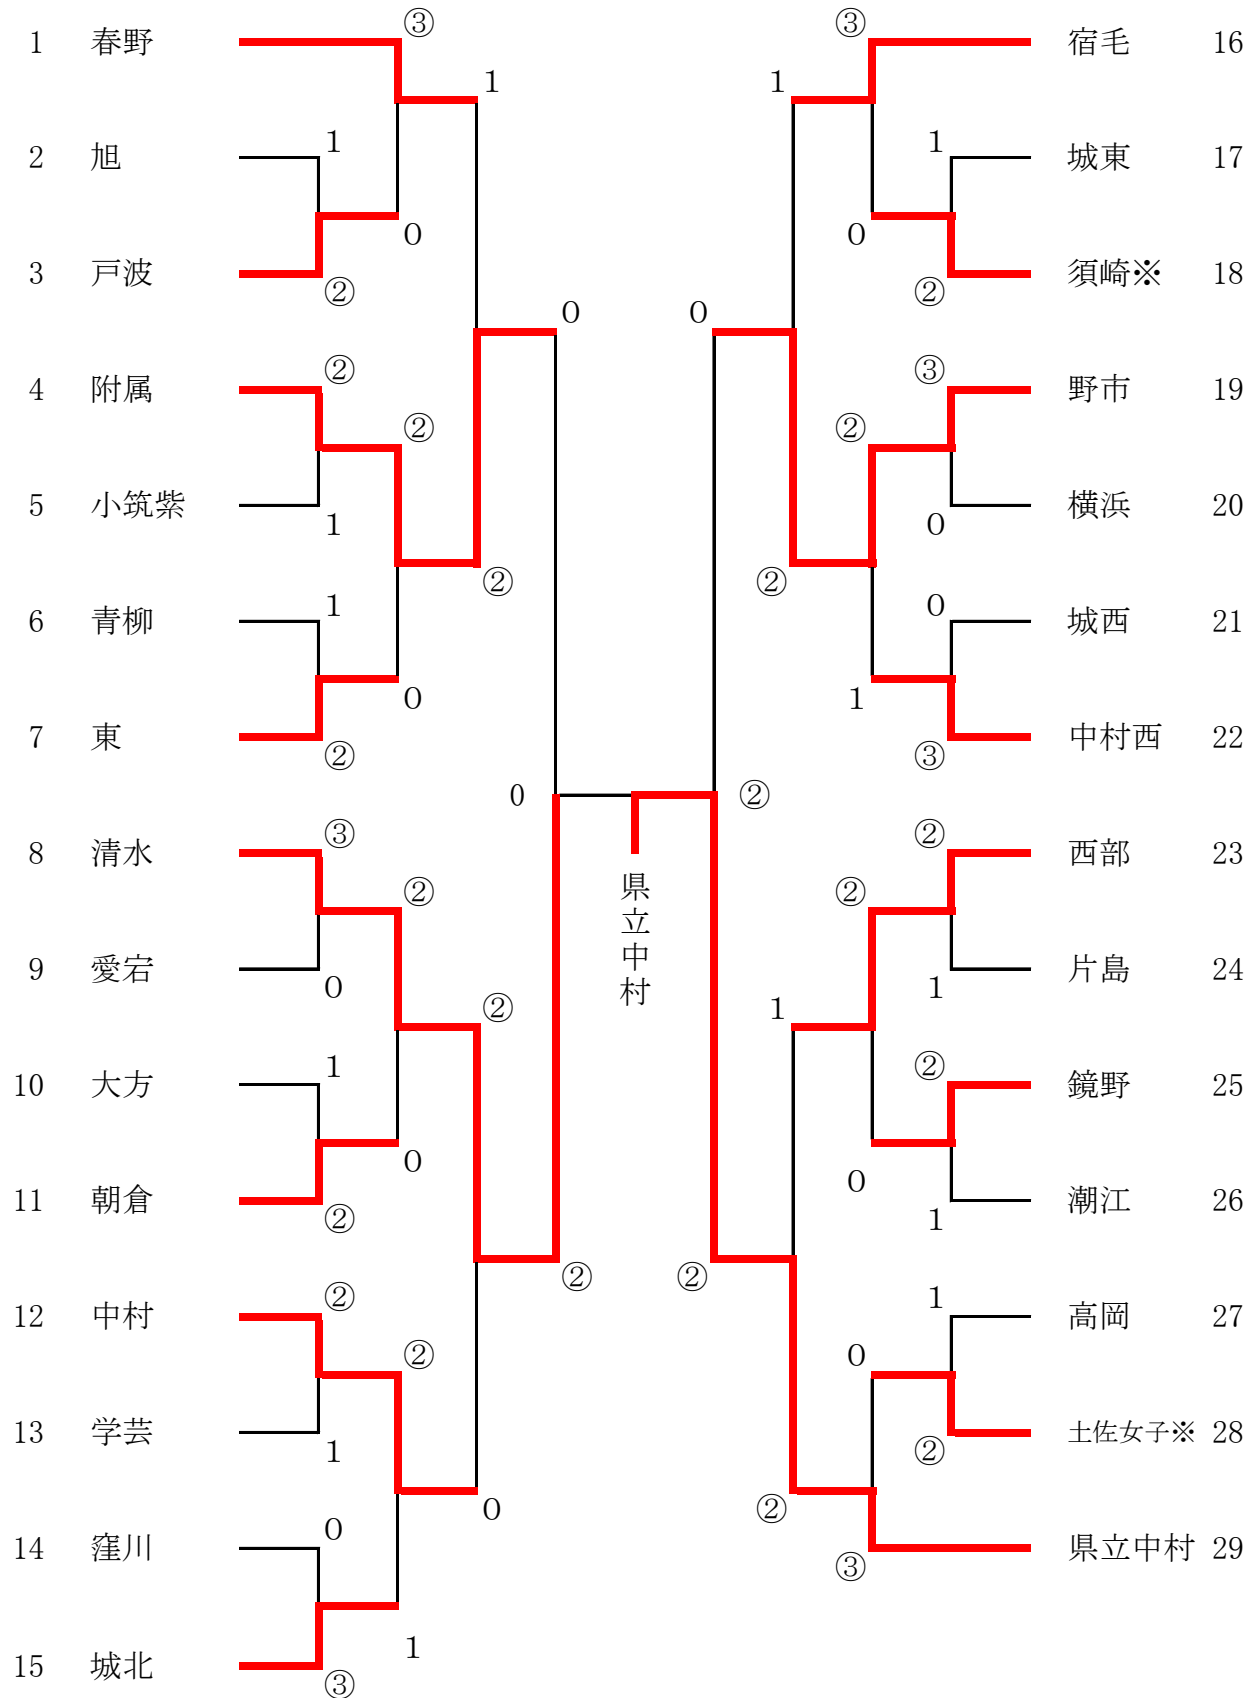 1 春野 ③ ③ 宿毛 16
1 1
2 旭 1 1 城東 17
0 0
3 戸波 ② ② 須崎※ 18
0 0
4 附属 ② ③ 野市 19
② ②
5 小筑紫 1 0 横浜 20
② ②
6 青柳 1 0 城西 21
0 1
7 東 ② ③ 中村西 22
0 ②
8 清水 ③ ② 西部 23
② ②
県立中村
9 愛宕 0 1 片島 24
② 1
10 大方 1 ② 鏡野 25
0 0
11 朝倉 ② 1 潮江 26
② ②
12 中村 ② 1 高岡 27
② 0
13 学芸 1 ② 土佐女子※ 28
0 ②
14 窪川 0 ③ 県立中村 29
1
15 城北 ③